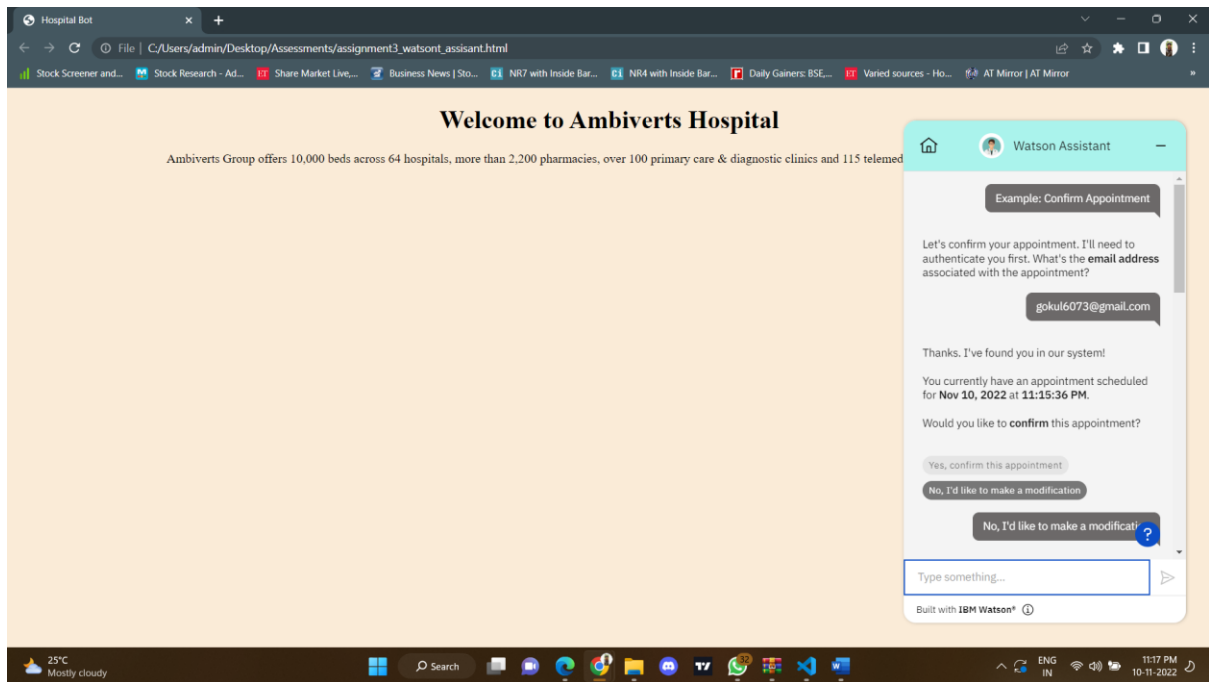 Hospital Bot
File | C:/Users/admin/Desktop/Assessments/assignment3_watsont_assisant.html
Stock Screener and... Stock Research - Ad... Share Market Live,... Business News | Sto... NR7 with Inside Bar... NR4 with Inside Bar... Daily Gainers: BSE,... Varied sources - Ho... AT Mirror | AT Mirror »
Welcome to Ambiverts Hospital
Ambiverts Group offers 10,000 beds across 64 hospitals, more than 2,200 pharmacies, over 100 primary care & diagnostic clinics and 115 telemed
Watson Assistant
Example: Confirm Appointment
Let's confirm your appointment. I'll need to
authenticate you first. What's the email address
associated with the appointment?
gokul6073@gmail.com
Thanks. I've found you in our system!
You currently have an appointment scheduled
for Nov 10, 2022 at 11:15:36 PM.
Would you like to confirm this appointment?
Yes, confirm this appointment
No, I'd like to make a modification
No, I'd like to make a modificati
?
Type something...
Built with IBM Watson®
25°C
Mostly cloudy
Search
ENG
IN
11:17 PM
10-11-2022